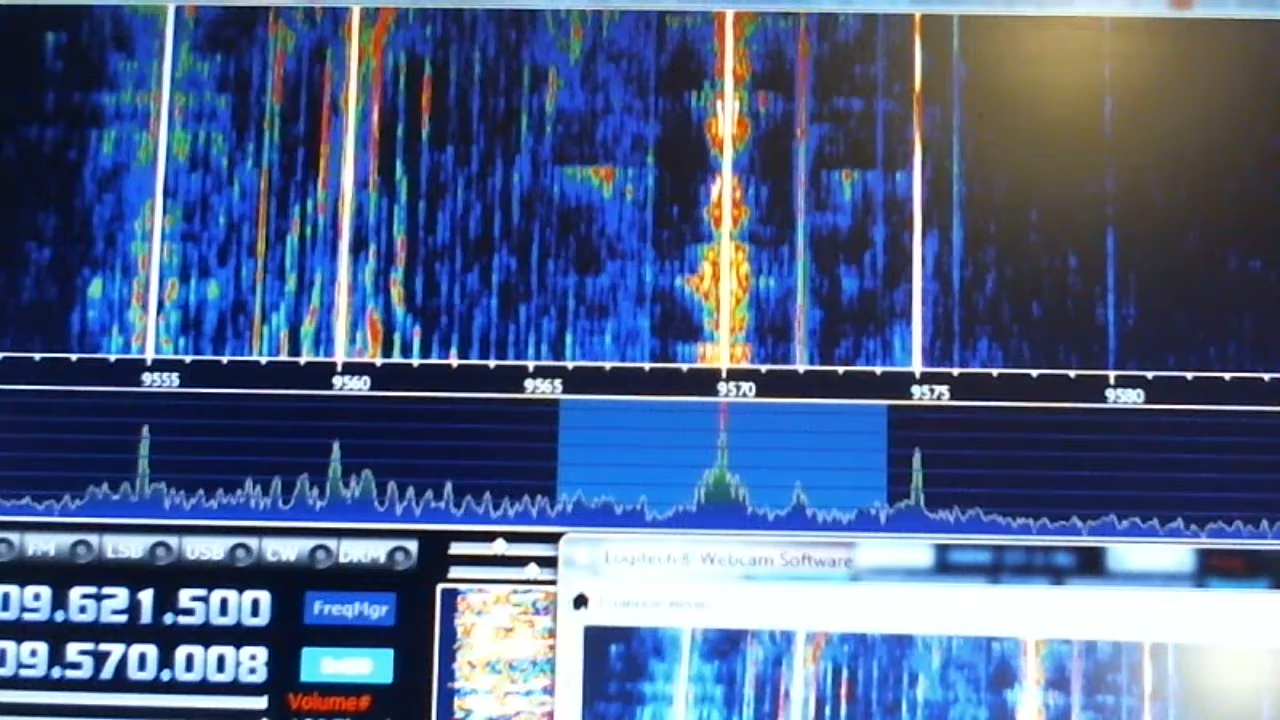 9555 9560 9565 9570 9575 9580
FM LSB USB CW DRM
09.621.500 FreqMgr
09.570.008
Volume
Logitech Webcam Software